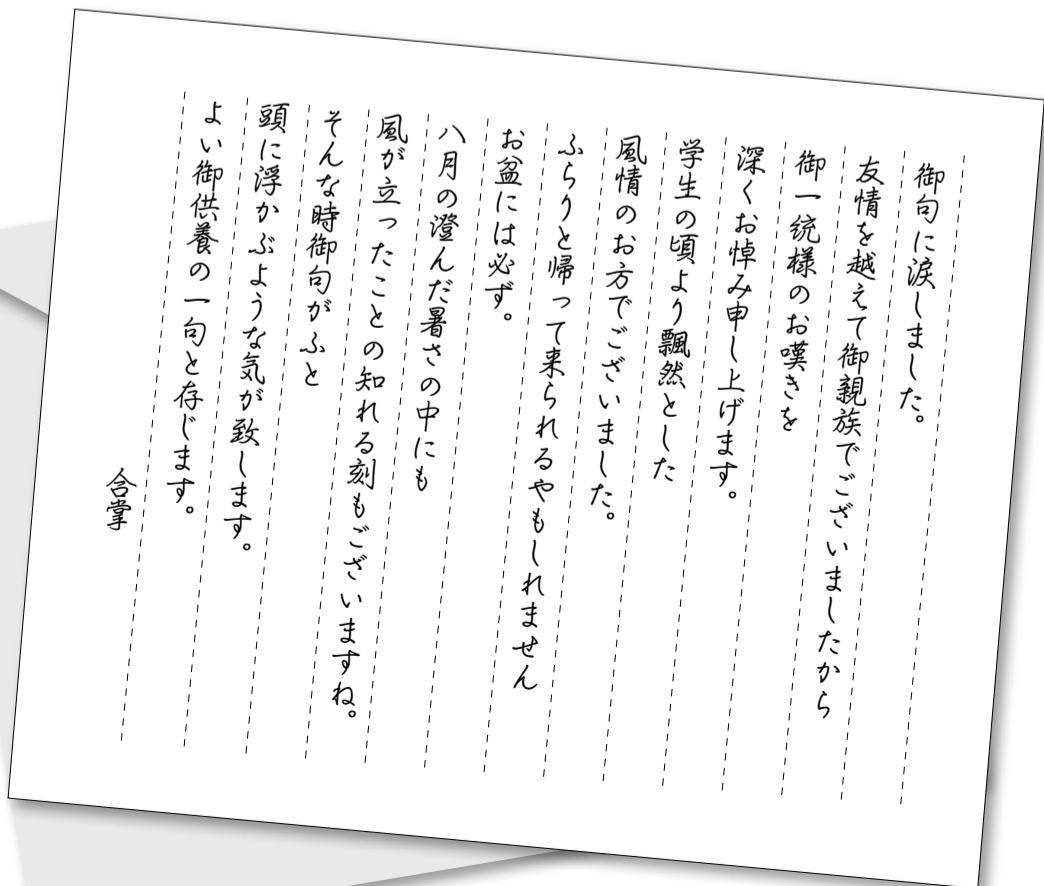 御句に涙しました。
友情を越えて御親族でございましたから
御一统様のお嘆きを
深くお悼み申し上げます。
学生の頃より飄然とした
風情のお方でございました。
ふらりと帰って来られるやもしれません
お盆には必ず。
八月の澄んだ暑さの中にも
風が立ったことの知れる刻もございますね。
そんな時御句がふと
頭に浮かぶような気が致します。
よい御供養の一句と存じます。
合掌